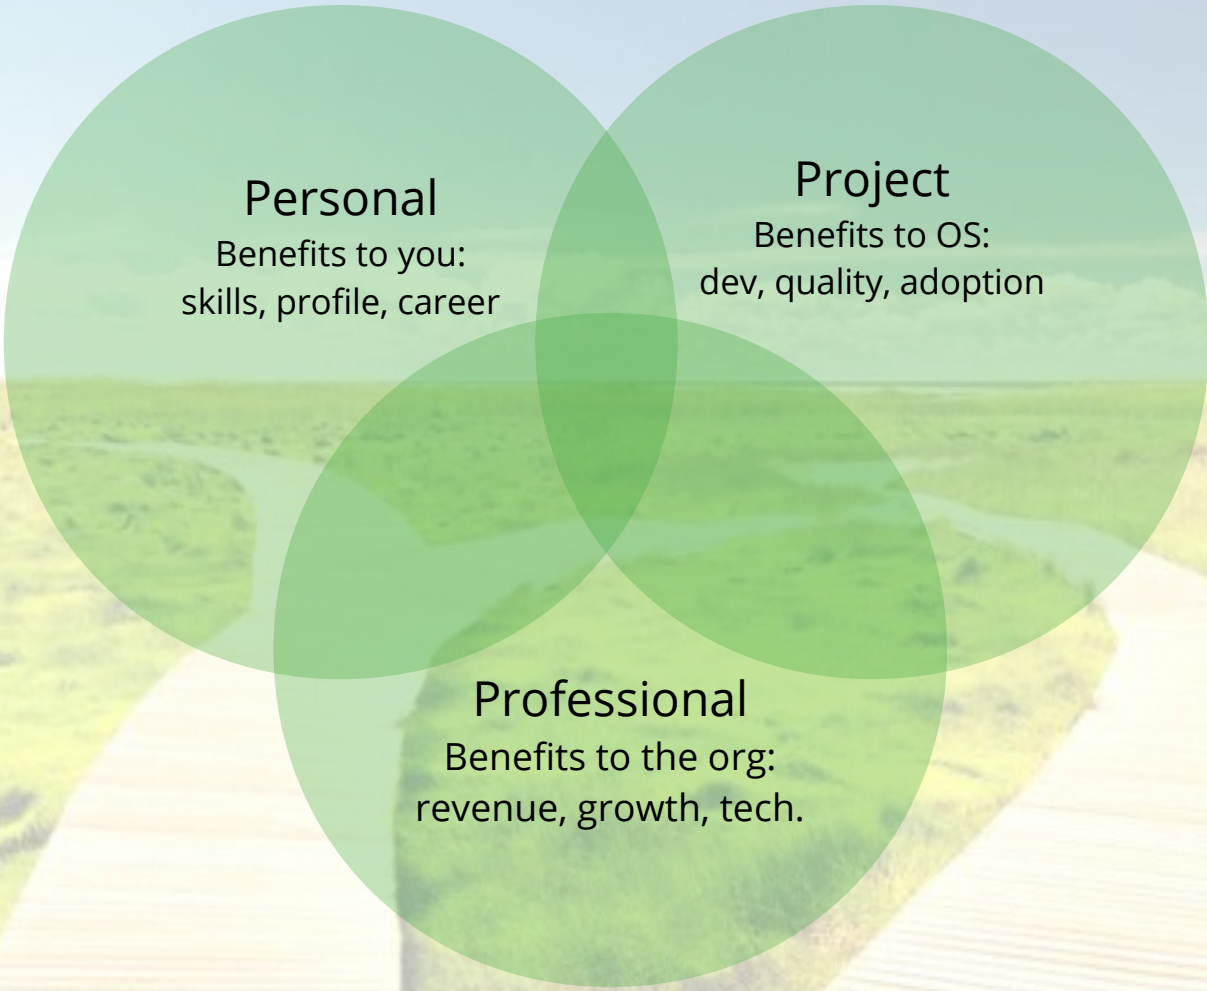 Personal
Benefits to you:
skills, profile, career
Project
Benefits to OS:
dev, quality, adoption
Professional
Benefits to the org:
revenue, growth, tech.